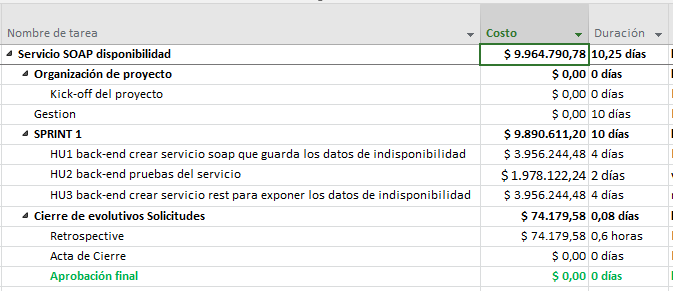 Nombre de tarea Costo Duración
Servicio SOAP disponibilidad $ 9.964.790,78 10,25 días
Organización de proyecto $ 0,00 0 días
Kick-off del proyecto $ 0,00 0 días
Gestion $ 0,00 10 días
SPRINT 1 $ 9.890.611,20 10 días
HU1 back-end crear servicio soap que guarda los datos de indisponibilidad $ 3.956.244,48 4 días
HU2 back-end pruebas del servicio $ 1.978.122,24 2 días
HU3 back-end crear servicio rest para exponer los datos de indisponibilidad $ 3.956.244,48 4 días
Cierre de evolutivos Solicitudes $ 74.179,58 0,08 días
Retrospective $ 74.179,58 0,6 horas
Acta de Cierre $ 0,00 0 días
Aprobación final $ 0,00 0 días